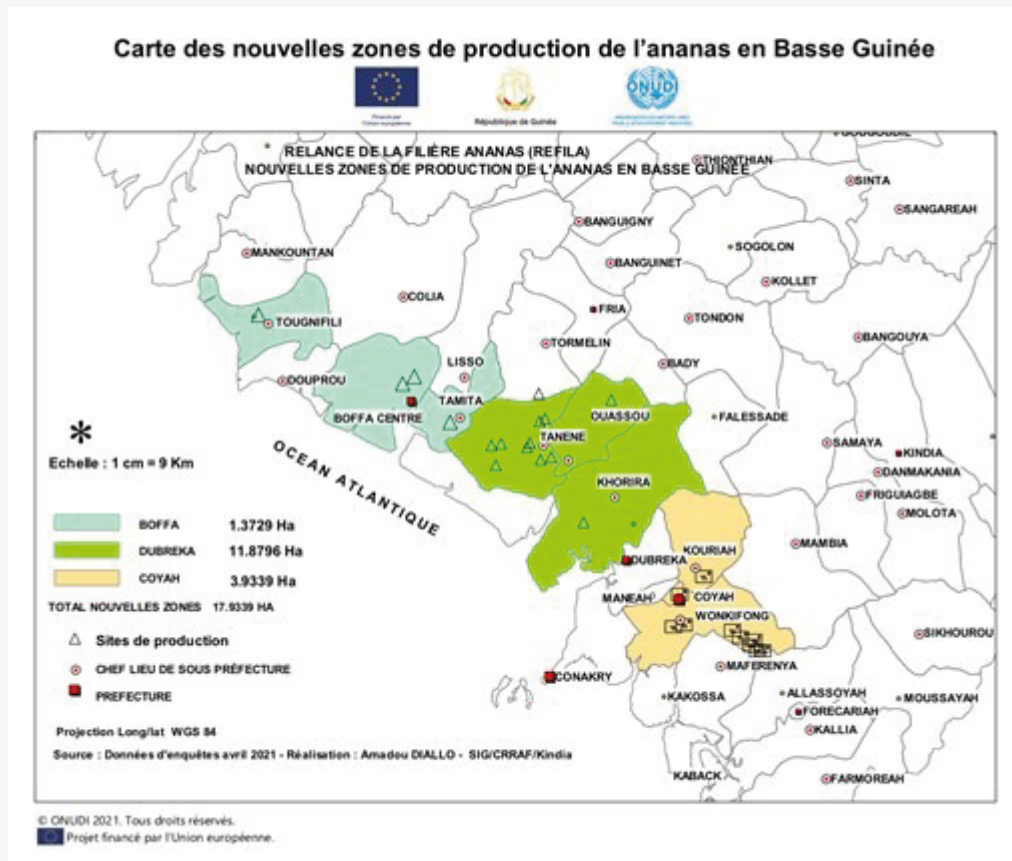 Carte des nouvelles zones de production de l'ananas en Basse Guinée
Financé par
l'Union européenne
République de Guinée
ONUDI
RELANCE DE LA FILIÈRE ANANAS (REFILA)
NOUVELLES ZONES DE PRODUCTION DE L'ANANAS EN BASSE GUINÉE
THIONTHIAN
SINTA
SANGAREAH
BANGUIGNY
SOGOLON
MANKOUNTAN
BANGUINET
KOLLET
COLIA
FRIA
TONDON
TOUGNIFILI
BANGOUYA
TORMELIN
LISSO
BADY
DOUPROU
TAMITA
BOFFA CENTRE
OUASSOU
FALESSADE
TANENE
SAMAYA
KINDIA
OCEAN ATLANTIQUE
DANMAKANIA
Echelle : 1 cm = 9 Km
KHORIRA
FRIGUIAGBE
MOLOTA
BOFFA 1.3729 Ha
DUBREKA 11.8796 Ha
COYAH 3.9339 Ha
TOTAL NOUVELLES ZONES 17.9339 HA
KOURIAH
MAMBIA
DUBREKA
MANEAH
COYAH
WONKIFONG
SIKHOUROU
Sites de production
CHEF LIEU DE SOUS PRÉFECTURE
PREFECTURE
MAFERENYA
CONAKRY
KAKOSSA
ALLASSOYAH
MOUSSAYAH
FORECARIAH
KALLIA
Projection Long/lat WGS 84
Source : Données d'enquêtes avril 2021 - Réalisation : Amadou DIALLO - SIG/CRRAF/Kindia
KABACK
FARMOREAH
© ONUDI 2021. Tous droits réservés.
Projet financé par l'Union européenne.